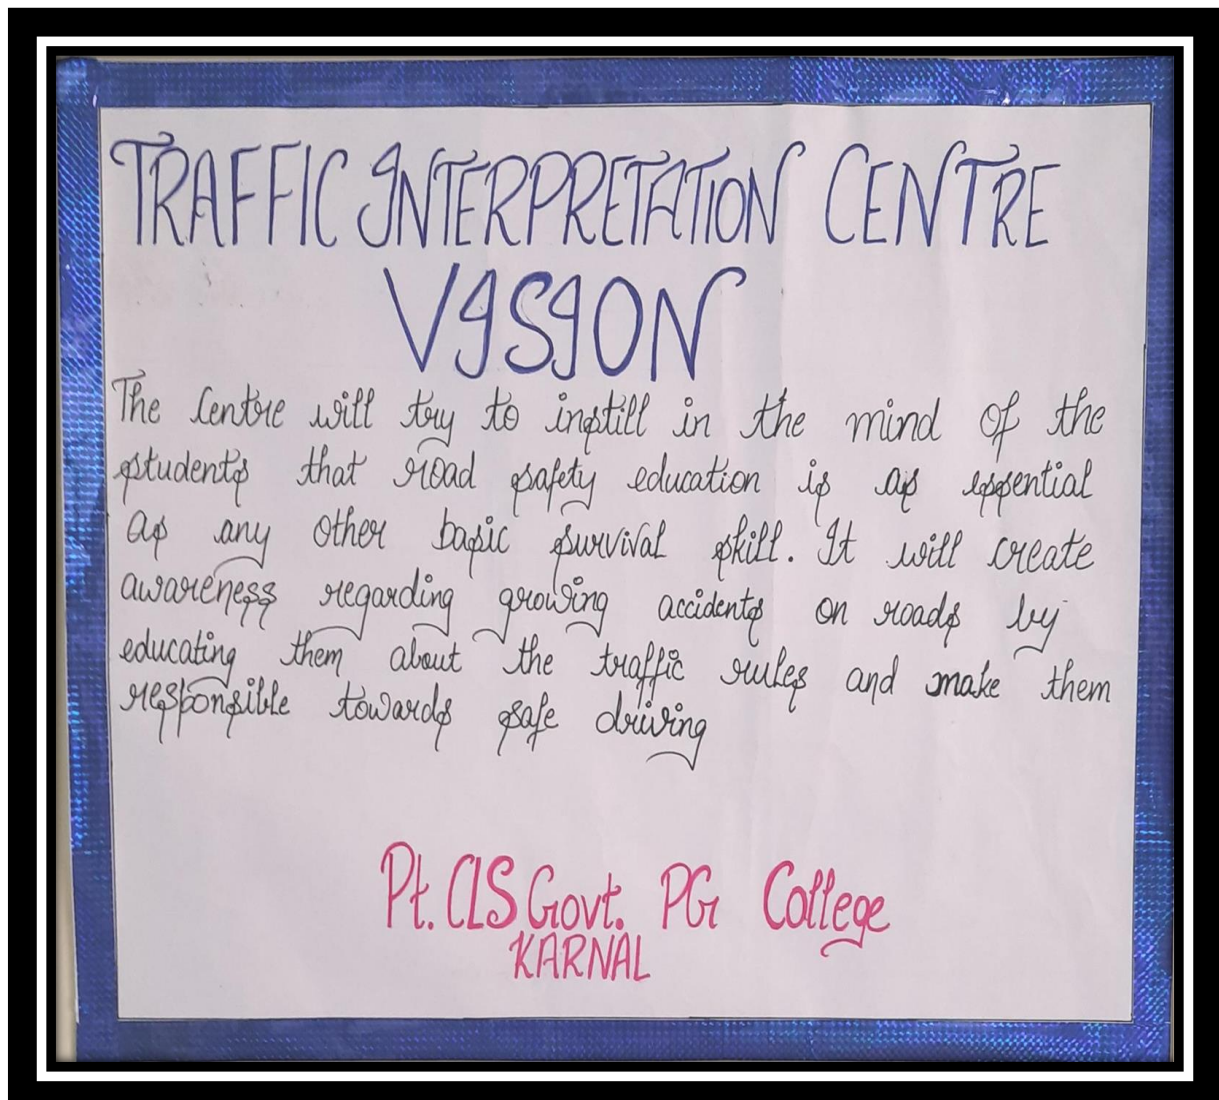 TRAFFIC INTERPRETATION CENTRE
VISION
The Centre will try to instill in the mind of the
students that road safety education is as essential
as any other basic survival skill. It will create
awareness regarding growing accidents on roads by
educating them about the traffic rules and make them
responsible towards safe driving
Pt. CLS Govt. PG College
KARNAL